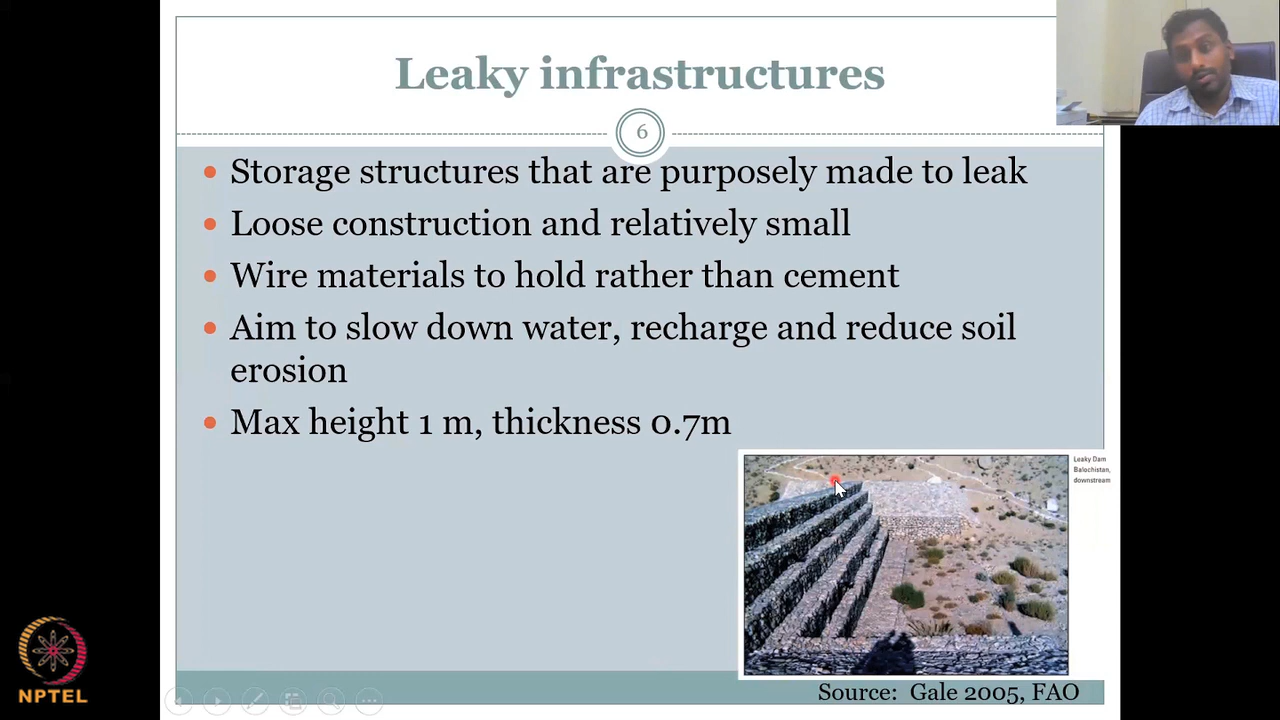 Leaky infrastructures
6
Storage structures that are purposely made to leak
Loose construction and relatively small
Wire materials to hold rather than cement
Aim to slow down water, recharge and reduce soil
erosion
Max height 1 m, thickness 0.7m
Leaky Dam
Balochistan,
downstream
Source: Gale 2005, FAO
NPTEL